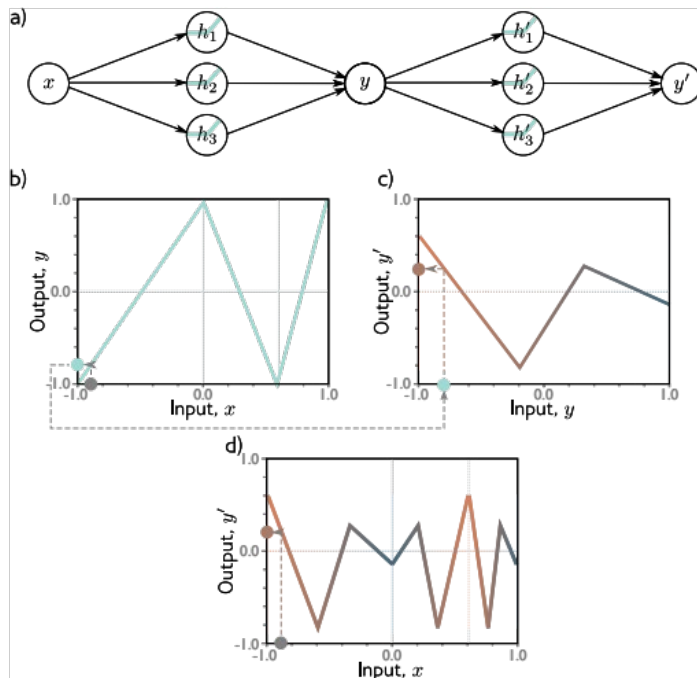 a)
h₁ h′₁
x h₂ y h′₂ y′
h₃ h′₃
b) c)
1.0 1.0
Output, y Output, y′
0.0 0.0
-1.0 -1.0
-1.0 0.0 1.0 -1.0 0.0 1.0
Input, x Input, y
d)
1.0
Output, y′
0.0
-1.0
-1.0 0.0 1.0
Input, x